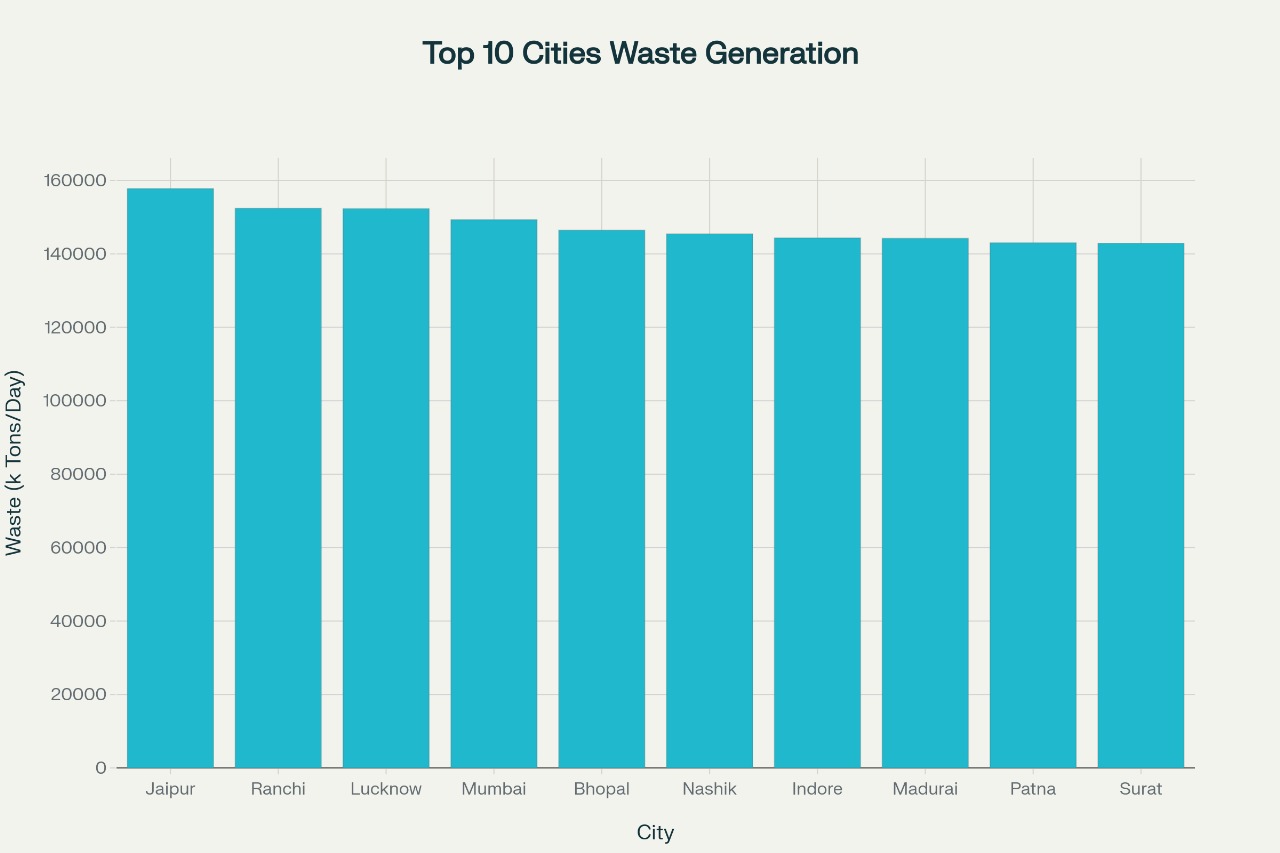 Top 10 Cities Waste Generation
160000
140000
120000
100000
80000
60000
40000
20000
0
Waste (k Tons/Day)
Jaipur Ranchi Lucknow Mumbai Bhopal Nashik Indore Madurai Patna Surat
City